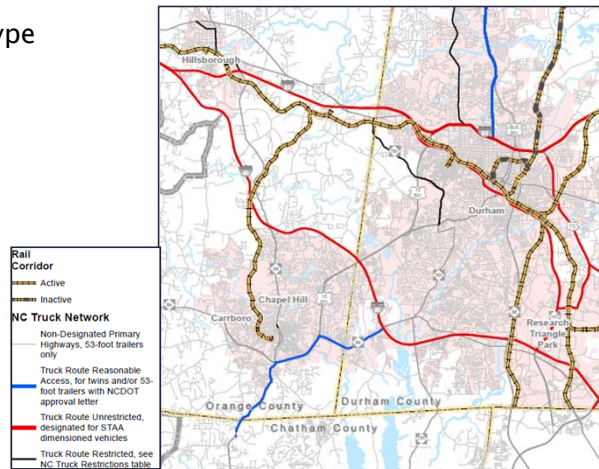 ype
Hillsborough
Durham
Chapel Hill
Carrboro
Research
Triangle
Park
Orange County
Durham County
Chatham County
Rail
Corridor
Active
Inactive
NC Truck Network
Non-Designated Primary
Highways, 53-foot trailers
only
Truck Route Reasonable
Access, for twins and/or 53-
foot trailers with NCDOT
approval letter
Truck Route Unrestricted,
designated for STAA
dimensioned vehicles
Truck Route Restricted, see
NC Truck Restrictions table